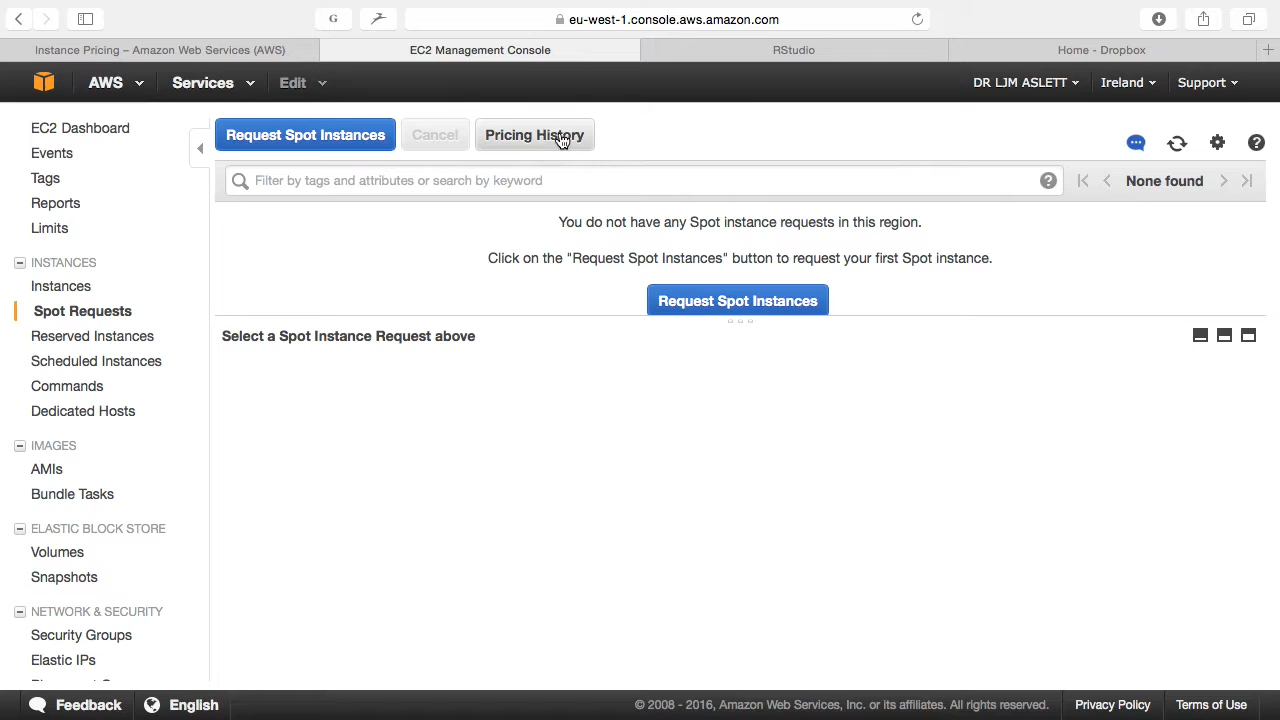 G
eu-west-1.console.aws.amazon.com
Instance Pricing – Amazon Web Services (AWS)
EC2 Management Console
RStudio
Home - Dropbox
AWS
Services
Edit
DR LJM ASLETT
Ireland
Support
EC2 Dashboard
Events
Tags
Reports
Limits
INSTANCES
Instances
Spot Requests
Reserved Instances
Scheduled Instances
Commands
Dedicated Hosts
IMAGES
AMIs
Bundle Tasks
ELASTIC BLOCK STORE
Volumes
Snapshots
NETWORK & SECURITY
Security Groups
Elastic IPs
Request Spot Instances
Cancel
Pricing History
Filter by tags and attributes or search by keyword
None found
You do not have any Spot instance requests in this region.
Click on the "Request Spot Instances" button to request your first Spot instance.
Request Spot Instances
Select a Spot Instance Request above
Feedback
English
© 2008 - 2016, Amazon Web Services, Inc. or its affiliates. All rights reserved.
Privacy Policy
Terms of Use